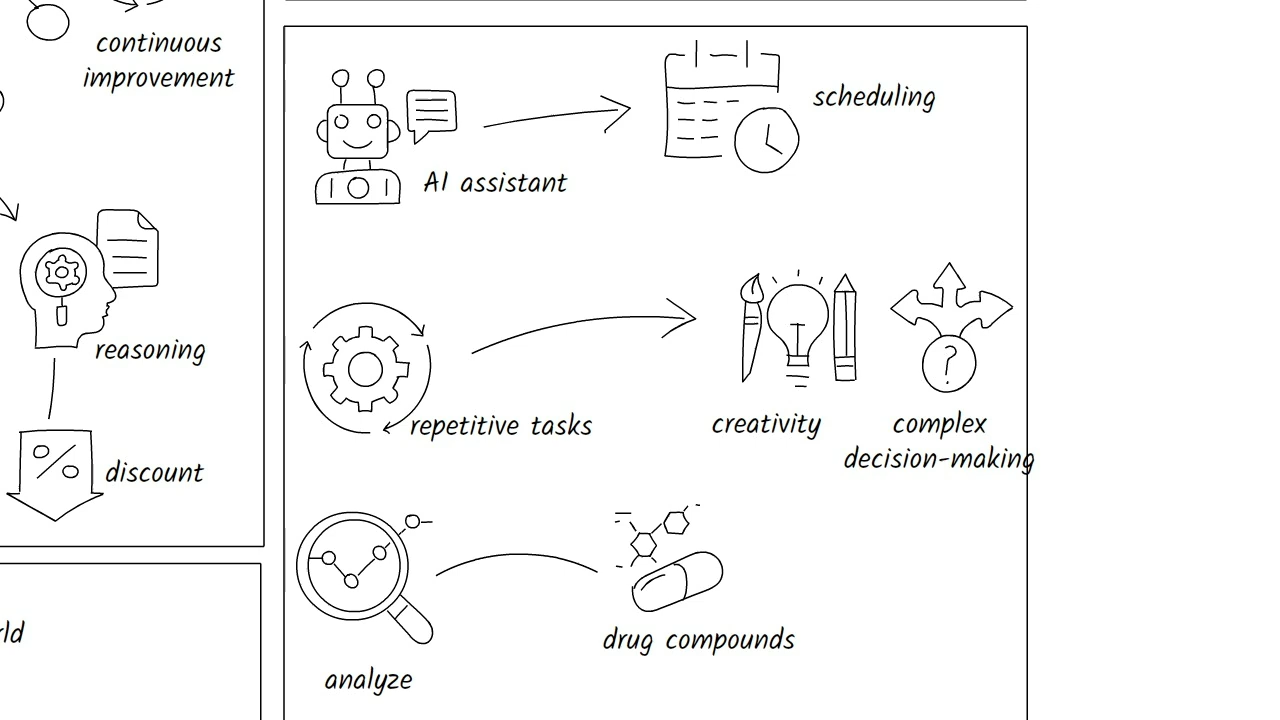 continuous
improvement
reasoning
discount
scheduling
AI assistant
repetitive tasks
creativity
complex
decision-making
analyze
drug compounds